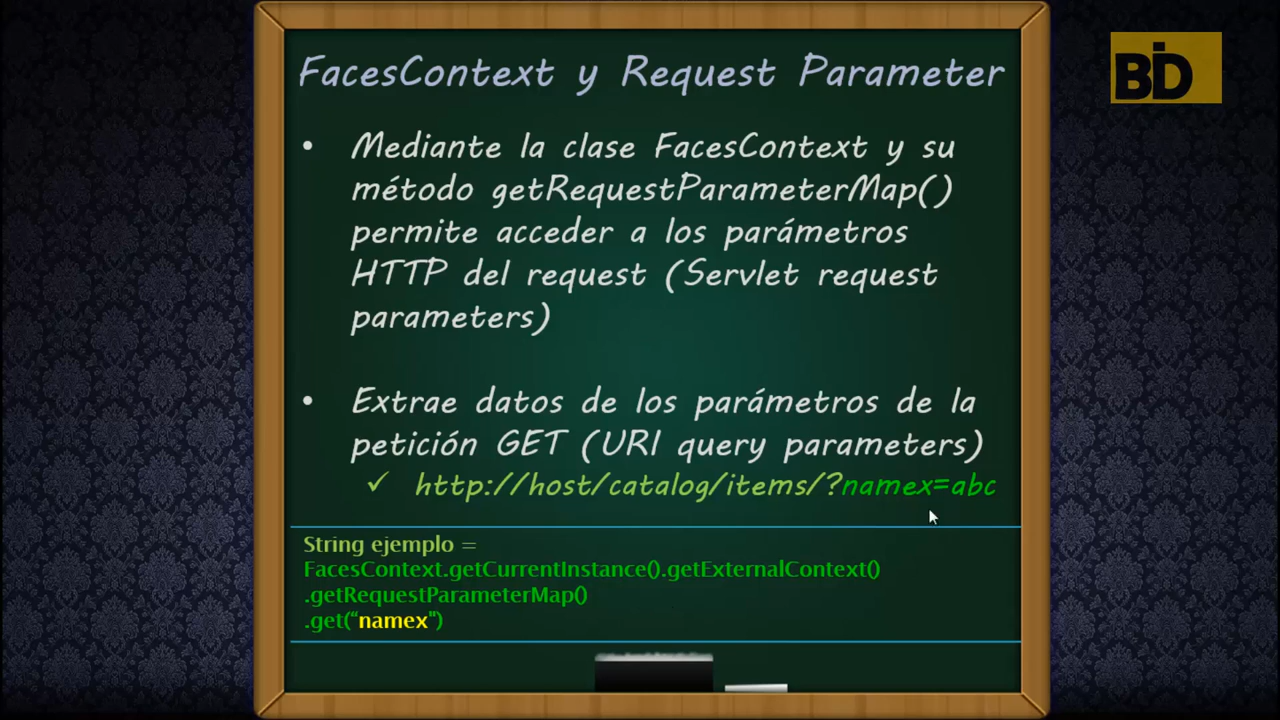 FacesContext y Request Parameter
BID
• Mediante la clase FacesContext y su
método getRequestParameterMap()
permite acceder a los parámetros
HTTP del request (Servlet request
parameters)
• Extrae datos de los parámetros de la
petición GET (URI query parameters)
✓ http://host/catalog/items/?namex=abc
String ejemplo =
FacesContext.getCurrentInstance().getExternalContext()
.getRequestParameterMap()
.get(“namex")